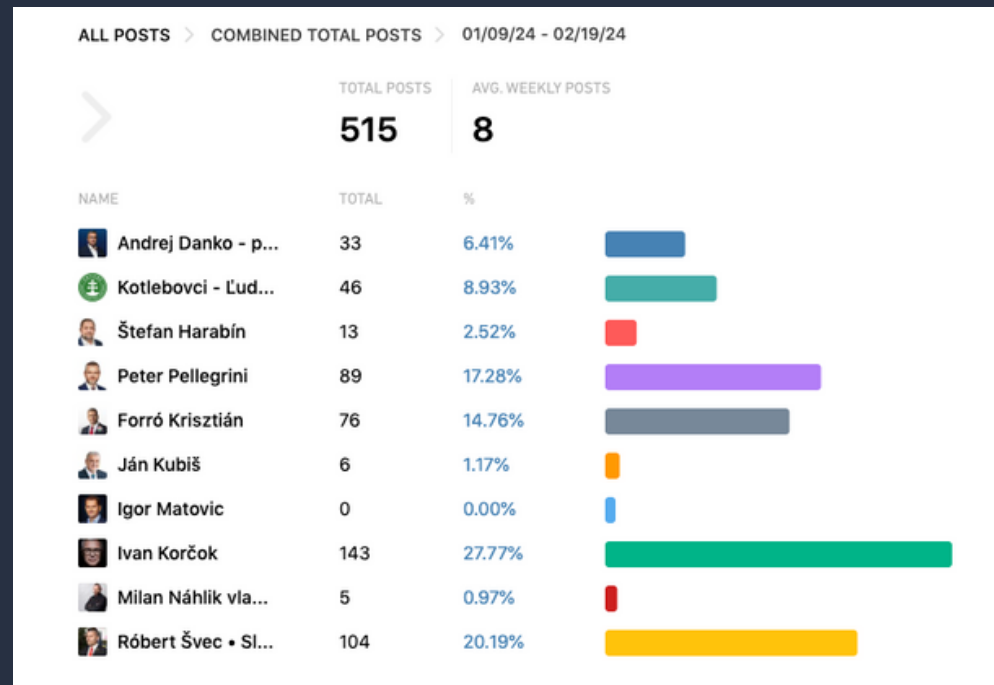 ALL POSTS > COMBINED TOTAL POSTS > 01/09/24 - 02/19/24
TOTAL POSTS AVG. WEEKLY POSTS
515 8
NAME TOTAL %
Andrej Danko - p... 33 6.41%
Kotlebovci - Ľud... 46 8.93%
Štefan Harabín 13 2.52%
Peter Pellegrini 89 17.28%
Forró Krisztián 76 14.76%
Ján Kubiš 6 1.17%
Igor Matovic 0 0.00%
Ivan Korčok 143 27.77%
Milan Náhlik vla... 5 0.97%
Róbert Švec • Sl... 104 20.19%